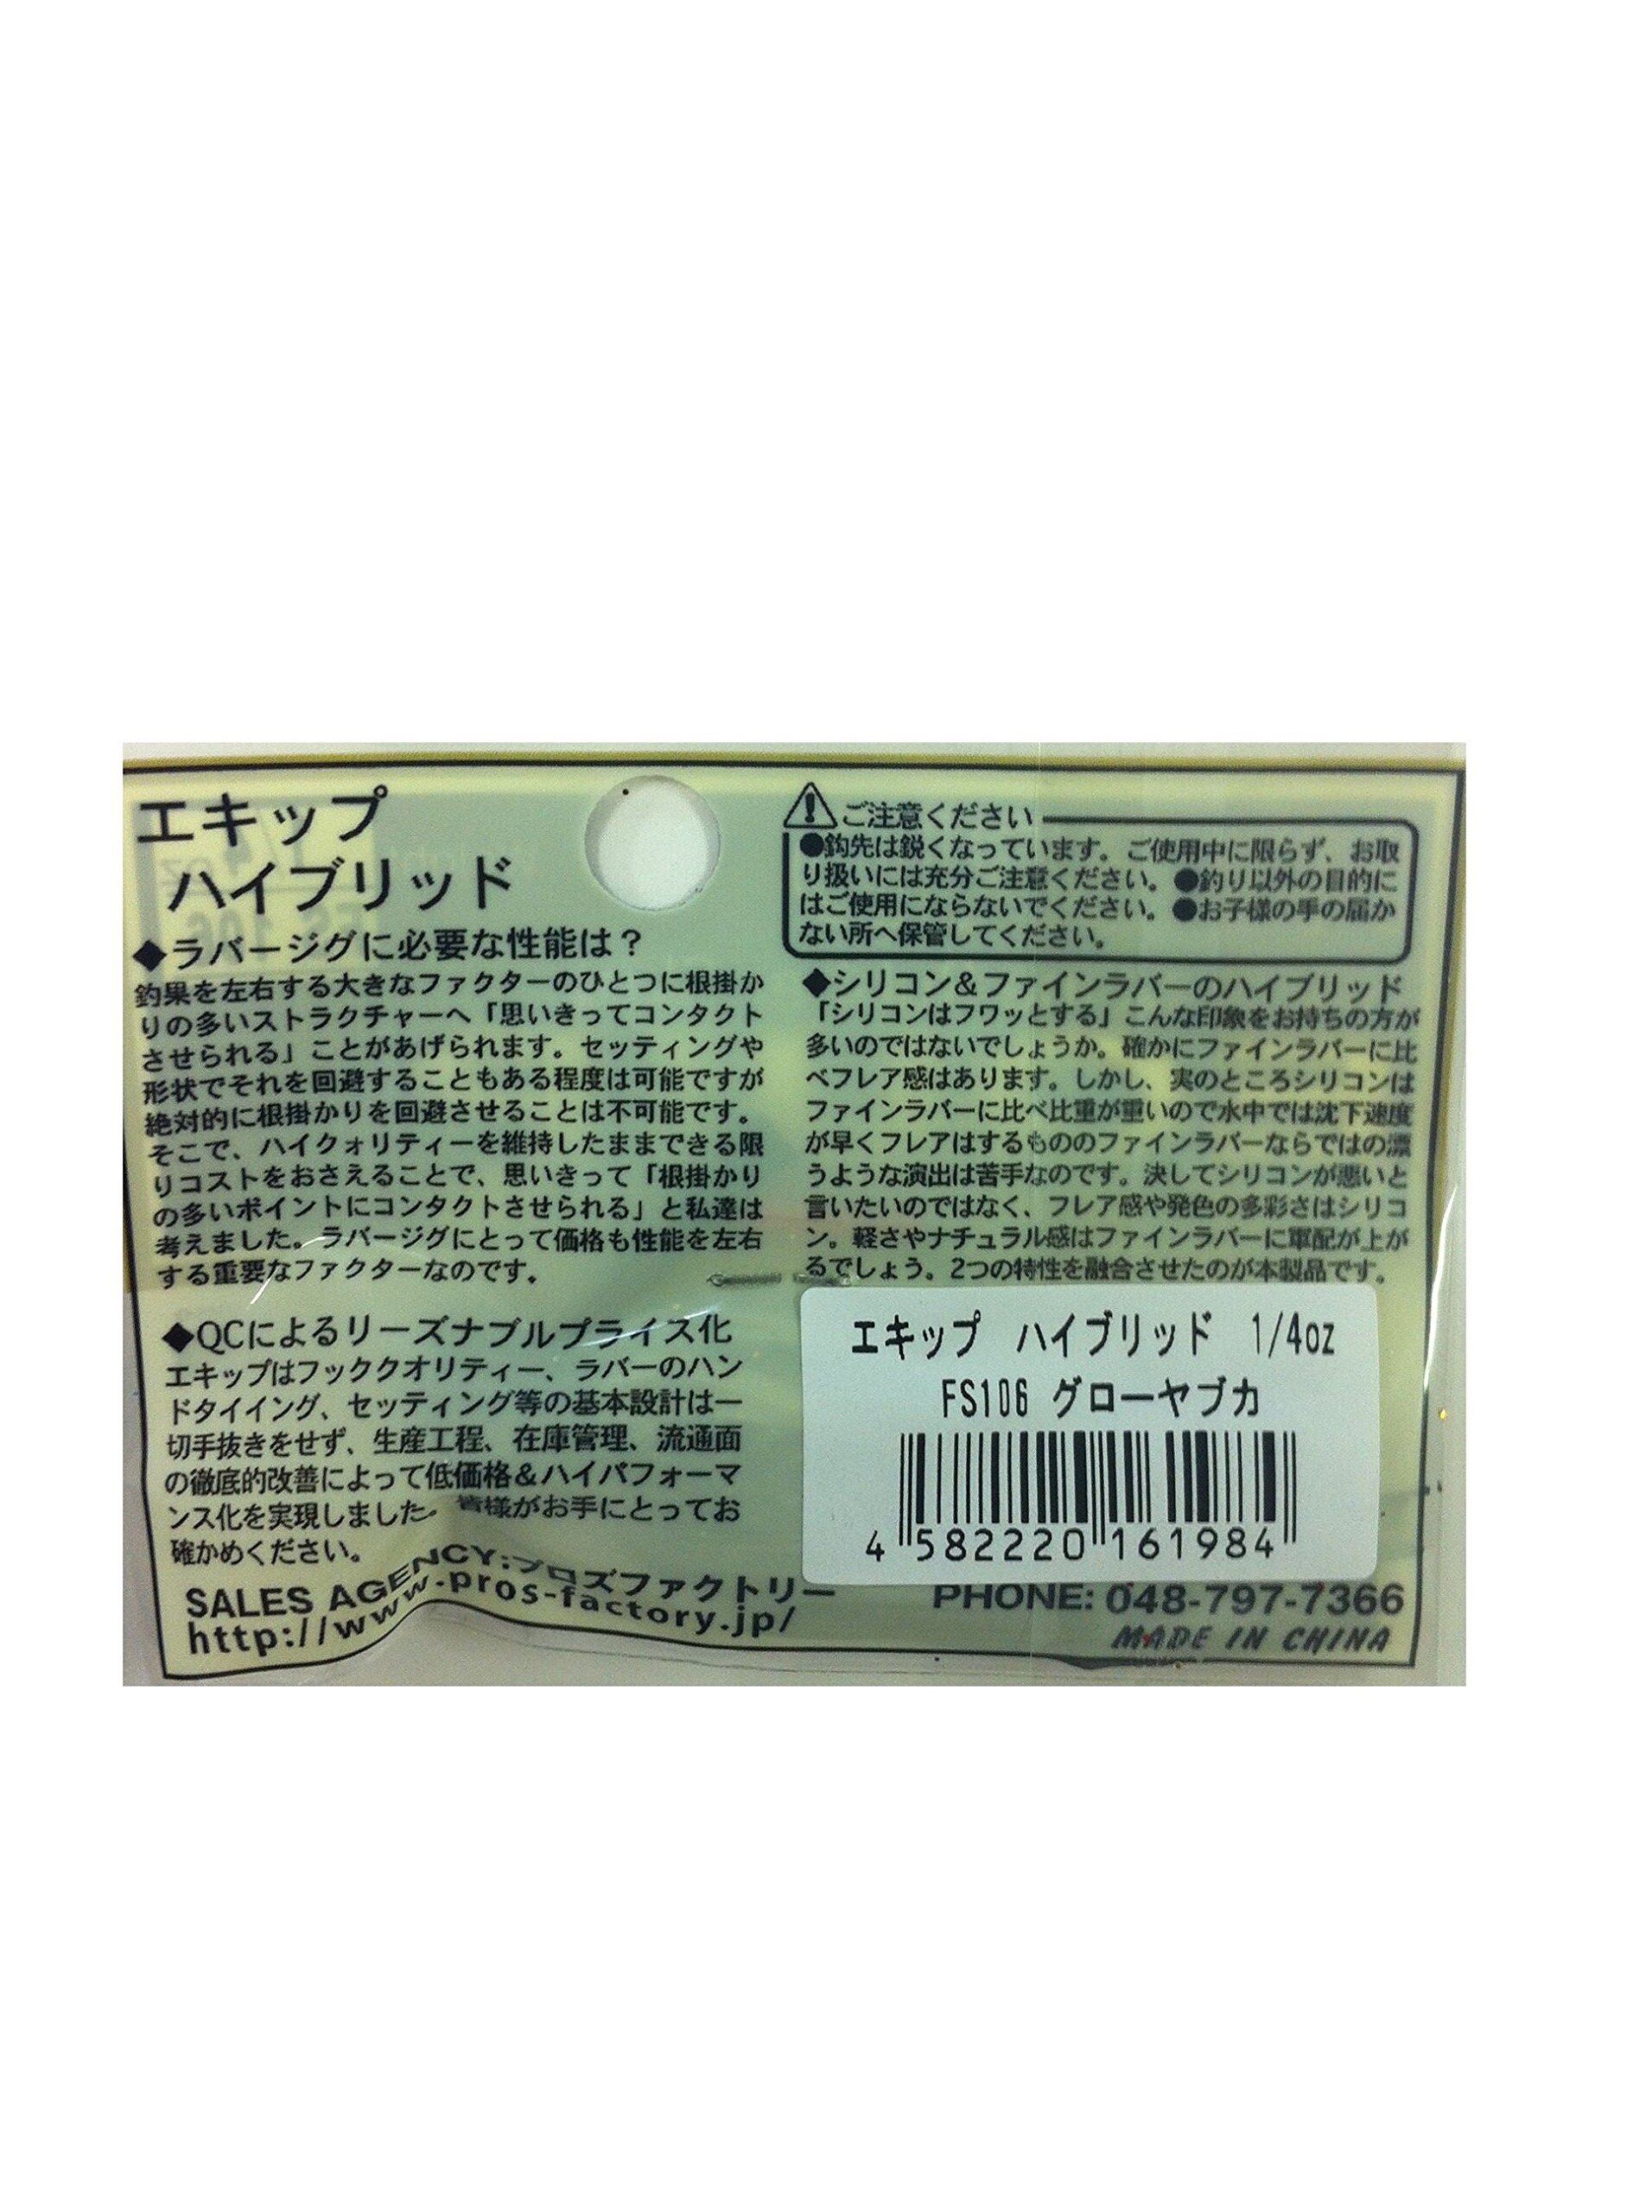 エキップ
ハイブリッド
◆ラバージグに必要な性能は？
釣果を左右する大きなファクターのひとつに根掛か
りの多いストラクチャーへ「思いきってコンタクト
させられる」ことがあげられます。セッティングや
形状でそれを回避することもある程度は可能ですが
絶対的に根掛かりを回避させることは不可能です。
そこで、ハイクォリティーを維持したままできる限
りコストをおさえることで、思いきって「根掛かり
の多いポイントにコンタクトさせられる」と私達は
考えました。ラバージグにとって価格も性能を左右
する重要なファクターなのです。
◆QCによるリーズナブルプライス化
エキップはフッククオリティー、ラバーのハン
ドタイイング、セッティング等の基本設計は一
切手抜きをせず、生産工程、在庫管理、流通面
の徹底的改善によって低価格＆ハイパフォーマ
ンス化を実現しました。皆様がお手にとってお
確かめください。
SALES AGENCY:プロズファクトリー
http://www.pros-factory.jp/
ご注意ください
●鈎先は鋭くなっています。ご使用中に限らず、お取
り扱いには充分ご注意ください。●釣り以外の目的に
はご使用にならないでください。●お子様の手の届か
ない所へ保管してください。
◆シリコン＆ファインラバーのハイブリッド
「シリコンはフワッとする」こんな印象をお持ちの方が
多いのではないでしょうか。確かにファインラバーに比
べフレア感はあります。しかし、実のところシリコンは
ファインラバーに比べ比重が重いので水中では沈下速度
が早くフレアはするもののファインラバーならではの漂
うような演出は苦手なのです。決してシリコンが悪いと
言いたいのではなく、フレア感や発色の多彩さはシリコ
ン。軽さやナチュラル感はファインラバーに軍配が上が
るでしょう。2つの特性を融合させたのが本製品です。
エキップ ハイブリッド 1/4oz
FS106 グローヤブカ
4 582220 161984
PHONE: 048-797-7366
MADE IN CHINA